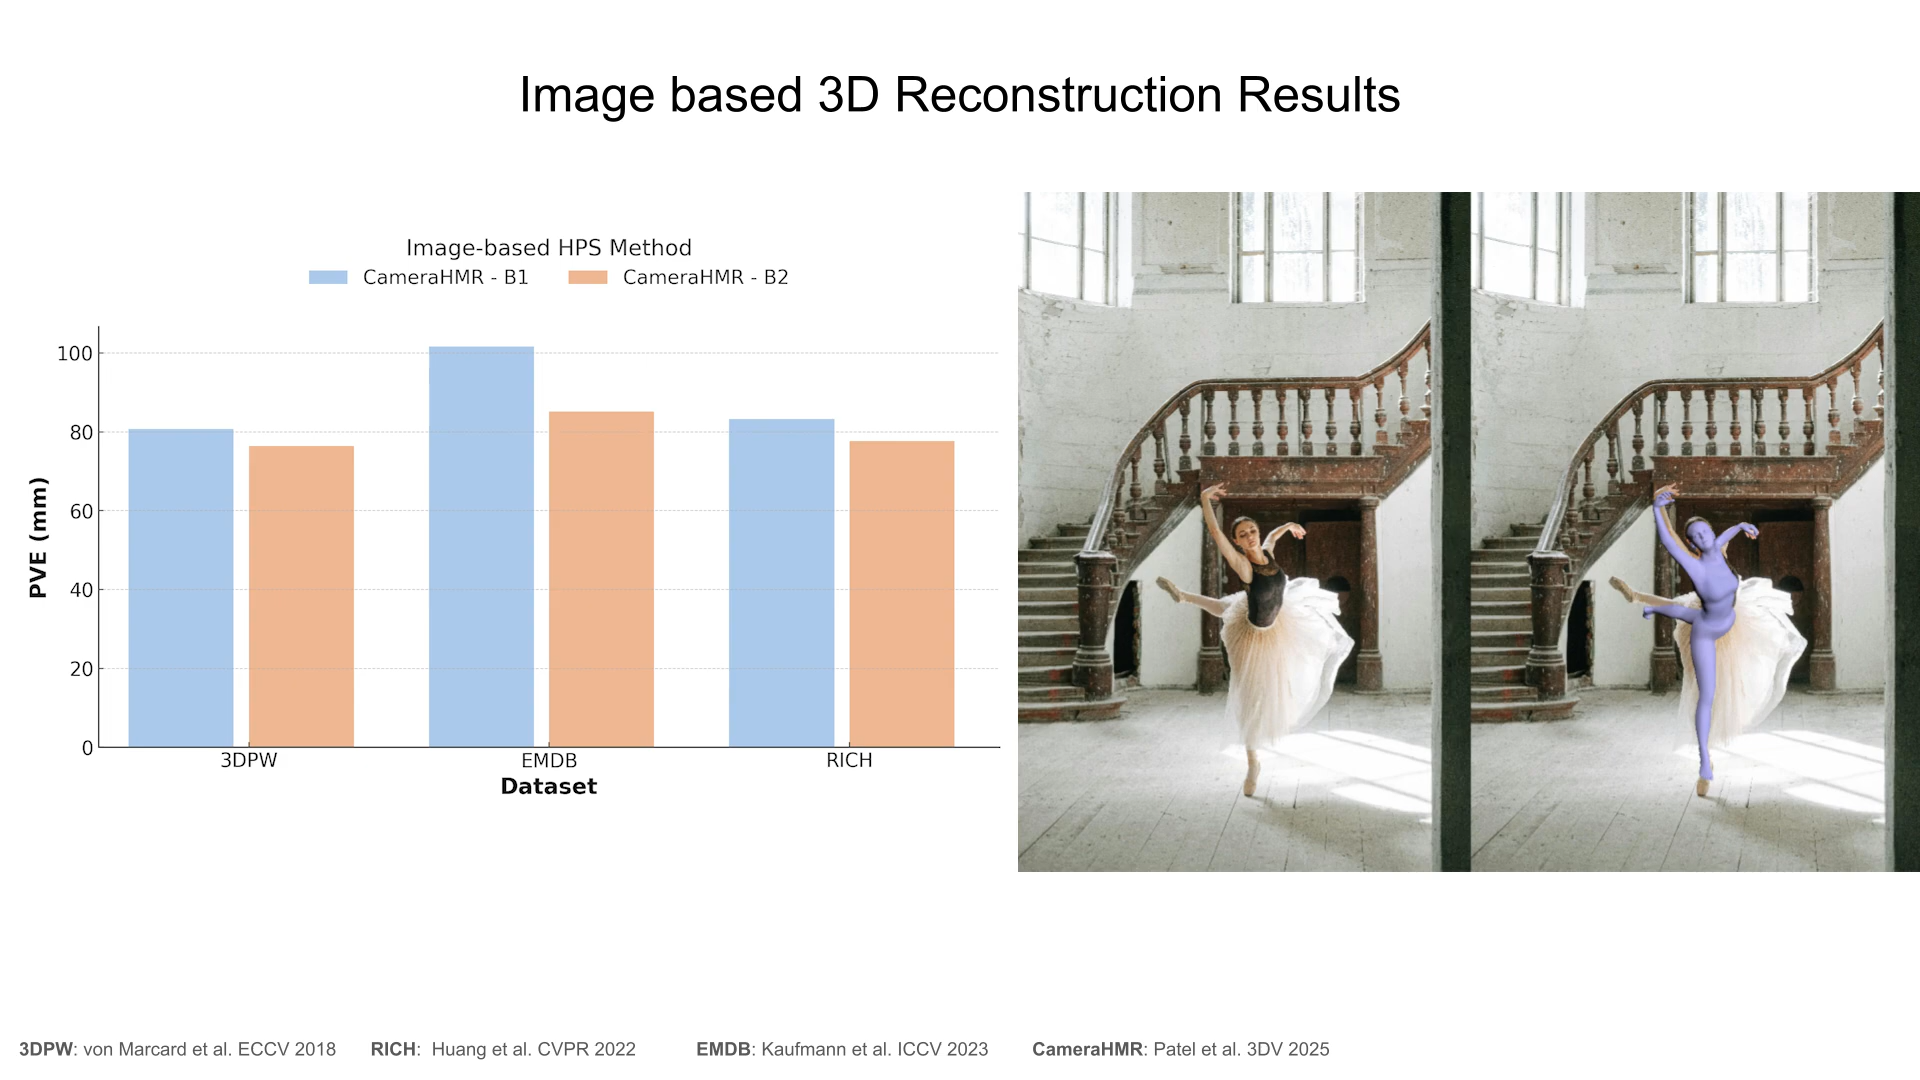 Image based 3D Reconstruction Results
Image-based HPS Method
CameraHMR - B1 CameraHMR - B2
100
80
60
40
20
0
PVE (mm)
3DPW EMDB RICH
Dataset
3DPW: von Marcard et al. ECCV 2018 RICH: Huang et al. CVPR 2022 EMDB: Kaufmann et al. ICCV 2023 CameraHMR: Patel et al. 3DV 2025